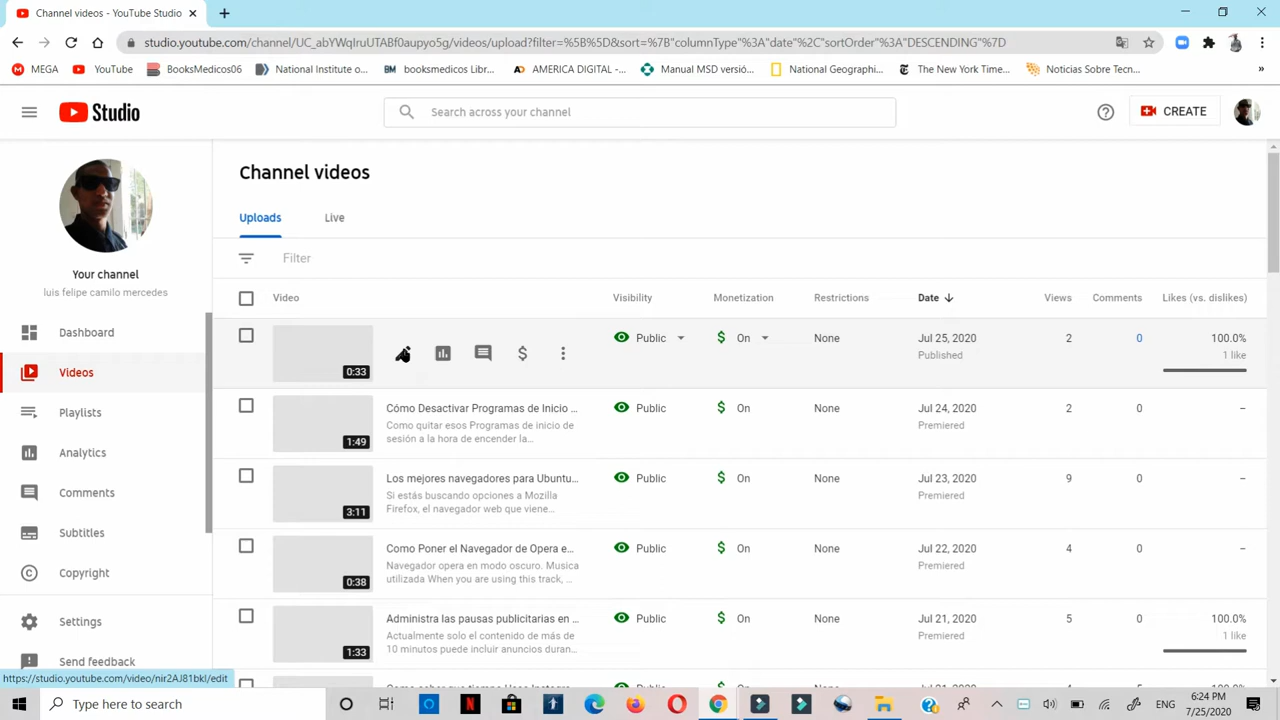 Channel videos - YouTube Studio
studio.youtube.com/channel/UC_abYWqIruUTABf0aupyo5g/videos/upload?filter=%5B%5D&sort=%7B"columnType"%3A"date"%2C"sortOrder"%3A"DESCENDING"%7D
MEGA YouTube BooksMedicos06 National Institute o... booksmedicos Libr... AMERICA DIGITAL -... Manual MSD versió... National Geographi... The New York Time... Noticias Sobre Tecn... »
Studio
Search across your channel
CREATE
Your channel
luis felipe camilo mercedes
Dashboard
Videos
Playlists
Analytics
Comments
Subtitles
Copyright
Settings
Send feedback
https://studio.youtube.com/video/nir2AJ81bkI/edit
Channel videos
Uploads Live
Filter
Video Visibility Monetization Restrictions Date Views Comments Likes (vs. dislikes)
0:33 Public $ On None Jul 25, 2020 2 0 100.0%
Published 1 like
Cómo Desactivar Programas de Inicio ... Public $ On None Jul 24, 2020 2 0 –
Como quitar esos Programas de inicio de Premiered
sesión a la hora de encender la...
1:49
Los mejores navegadores para Ubuntu... Public $ On None Jul 23, 2020 9 0 –
Si estás buscando opciones a Mozilla Premiered
Firefox, el navegador web que viene...
3:11
Como Poner el Navegador de Opera e... Public $ On None Jul 22, 2020 4 0 –
Navegador opera en modo oscuro. Musica Premiered
utilizada When you are using this track, ...
0:38
Administra las pausas publicitarias en ... Public $ On None Jul 21, 2020 5 0 100.0%
Actualmente solo el contenido de más de Premiered 1 like
10 minutos puede incluir anuncios duran...
1:33
Type here to search
ENG
6:24 PM
7/25/2020